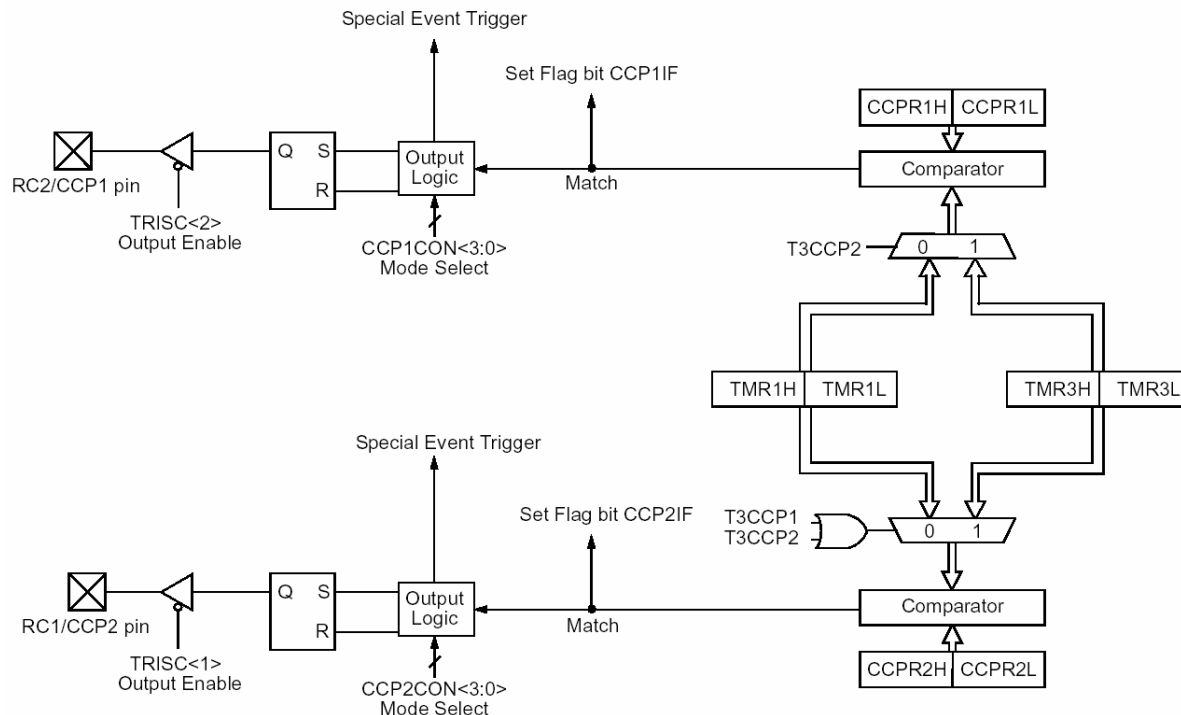 Special Event Trigger
Set Flag bit CCP1IF
CCPR1H CCPR1L
Q S
R
Output
Logic
Comparator
RC2/CCP1 pin
Match
TRISC<2>
Output Enable
CCP1CON<3:0>
Mode Select
T3CCP2
0 1
TMR1H TMR1L
TMR3H TMR3L
Special Event Trigger
Set Flag bit CCP2IF
T3CCP1
T3CCP2
0 1
Q S
R
Output
Logic
Comparator
RC1/CCP2 pin
Match
TRISC<1>
Output Enable
CCP2CON<3:0>
Mode Select
CCPR2H CCPR2L